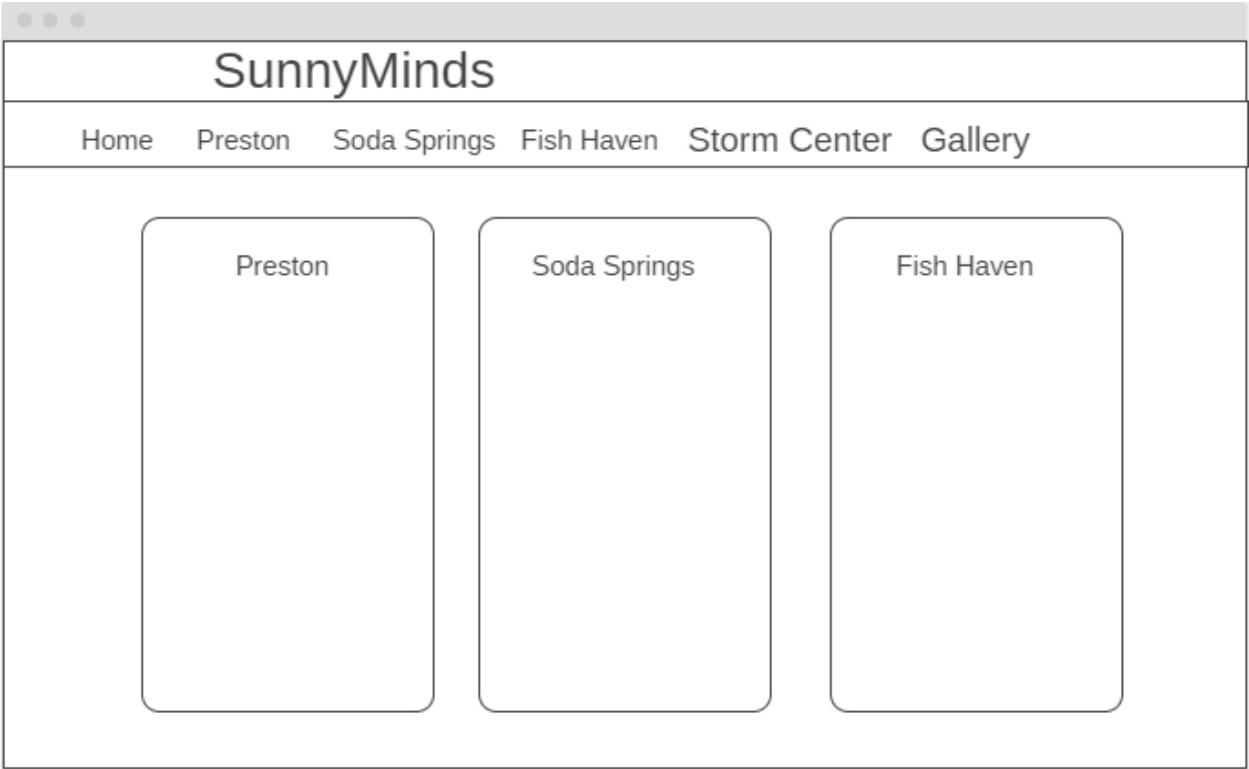 SunnyMinds
Home Preston Soda Springs Fish Haven Storm Center Gallery
Preston Soda Springs Fish Haven